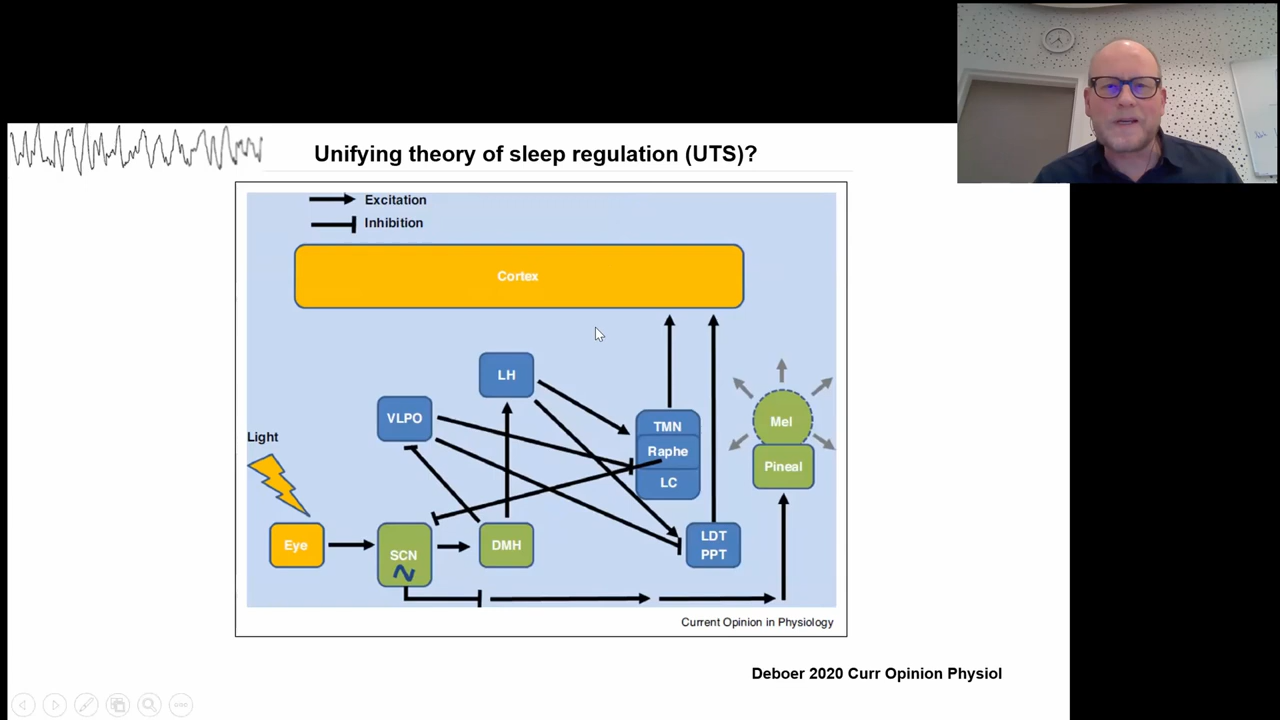 Unifying theory of sleep regulation (UTS)?
Excitation
Inhibition
Cortex
LH
VLPO
TMN
Raphe
LC
Mel
Pineal
Light
Eye
SCN
DMH
LDT
PPT
Current Opinion in Physiology
Deboer 2020 Curr Opinion Physiol